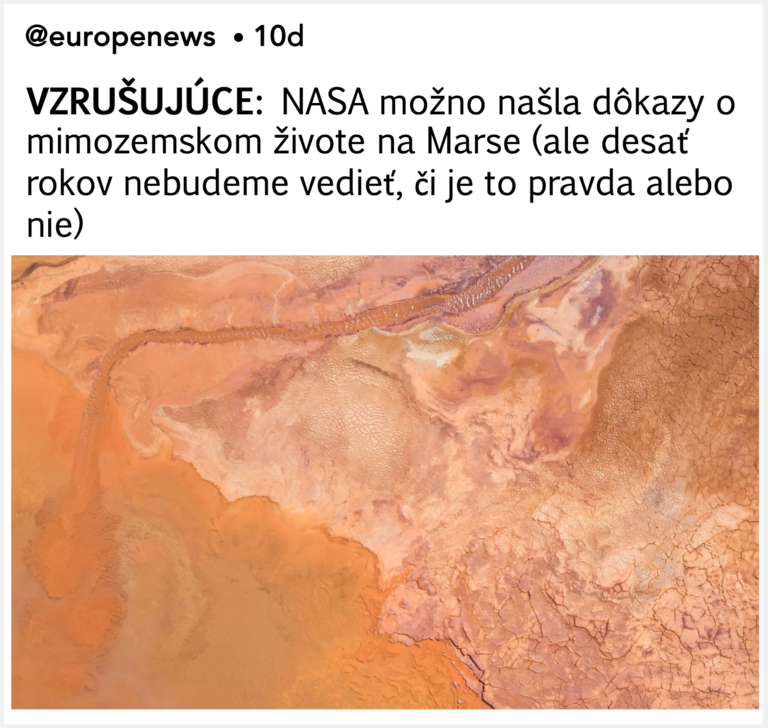 @europenews • 10d
VZRUŠUJÚCE: NASA možno našla dôkazy o
mimozemskom živote na Marse (ale desať
rokov nebudeme vedieť, či je to pravda alebo
nie)